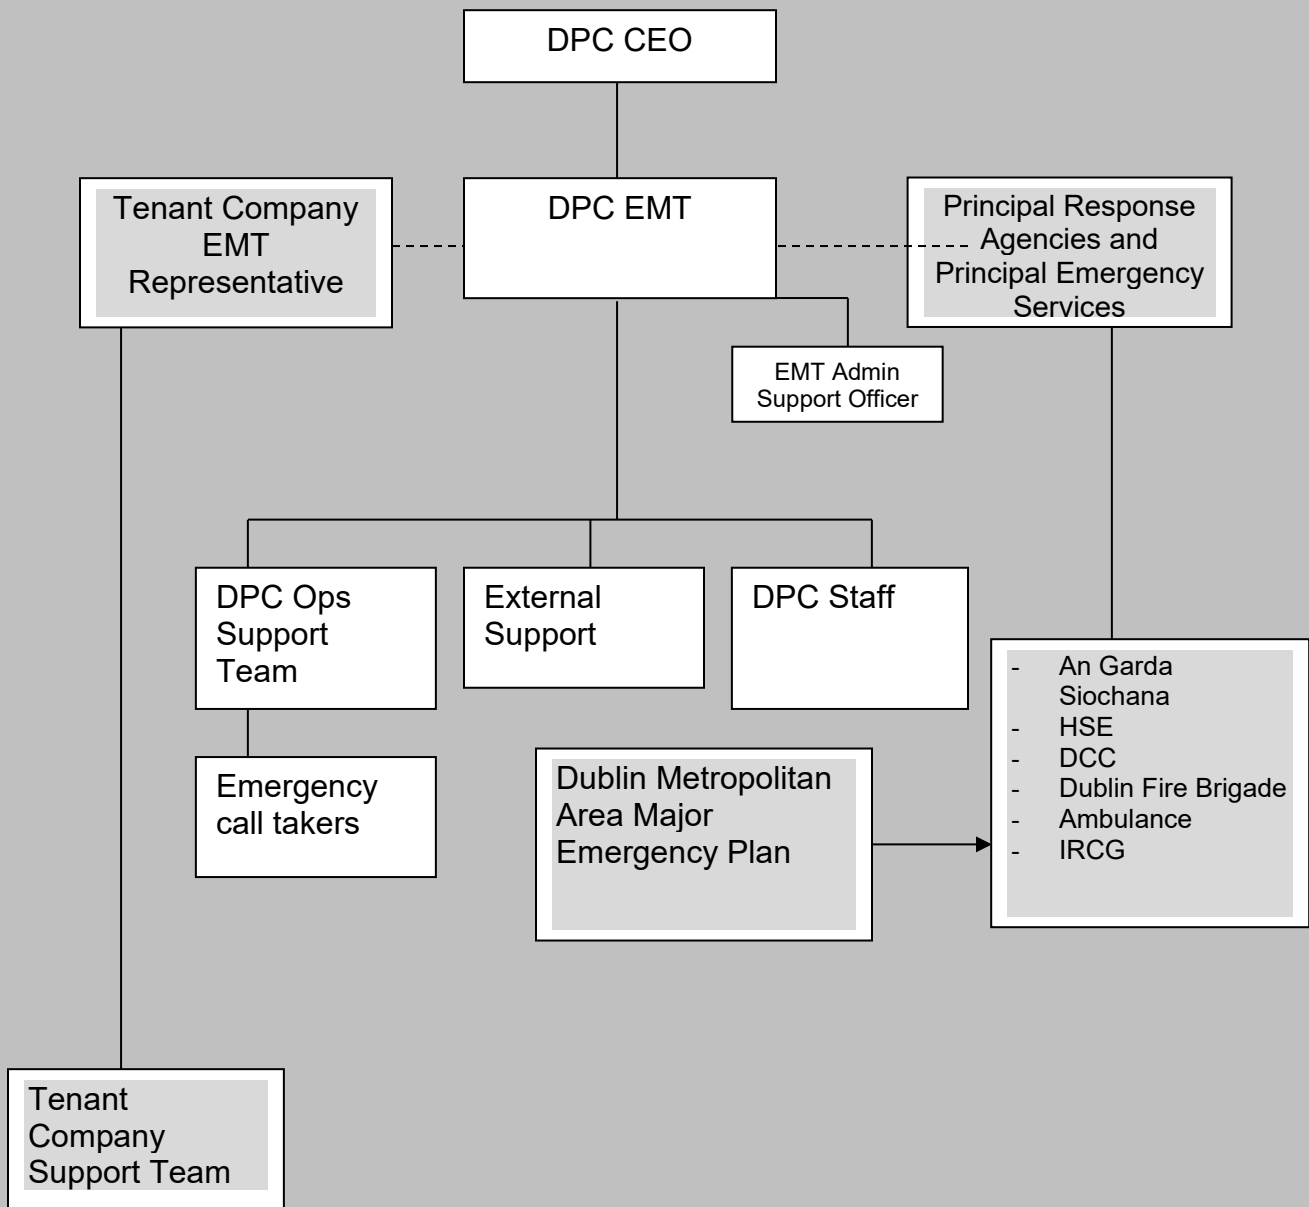 DPC CEO
Tenant Company
EMT
Representative
DPC EMT
Principal Response
Agencies and
Principal Emergency
Services
EMT Admin
Support Officer
DPC Ops
Support
Team
External
Support
DPC Staff
- An Garda
Siochana
- HSE
- DCC
- Dublin Fire Brigade
- Ambulance
- IRCG
Emergency
call takers
Dublin Metropolitan
Area Major
Emergency Plan
Tenant
Company
Support Team